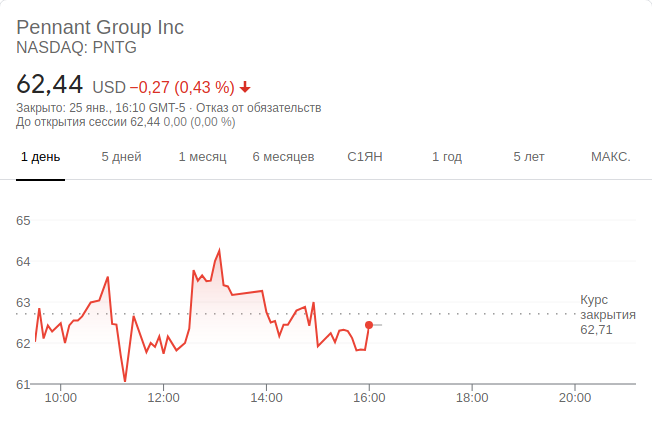 Pennant Group Inc
NASDAQ: PNTG
62,44 USD −0,27 (0,43 %)
Закрыто: 25 янв., 16:10 GMT-5 · Отказ от обязательств
До открытия сессии 62,44 0,00 (0,00 %)
1 день 5 дней 1 месяц 6 месяцев С1ЯН 1 год 5 лет МАКС.
65
64
63
62
61
Курс
закрытия
62,71
10:00 12:00 14:00 16:00 18:00 20:00